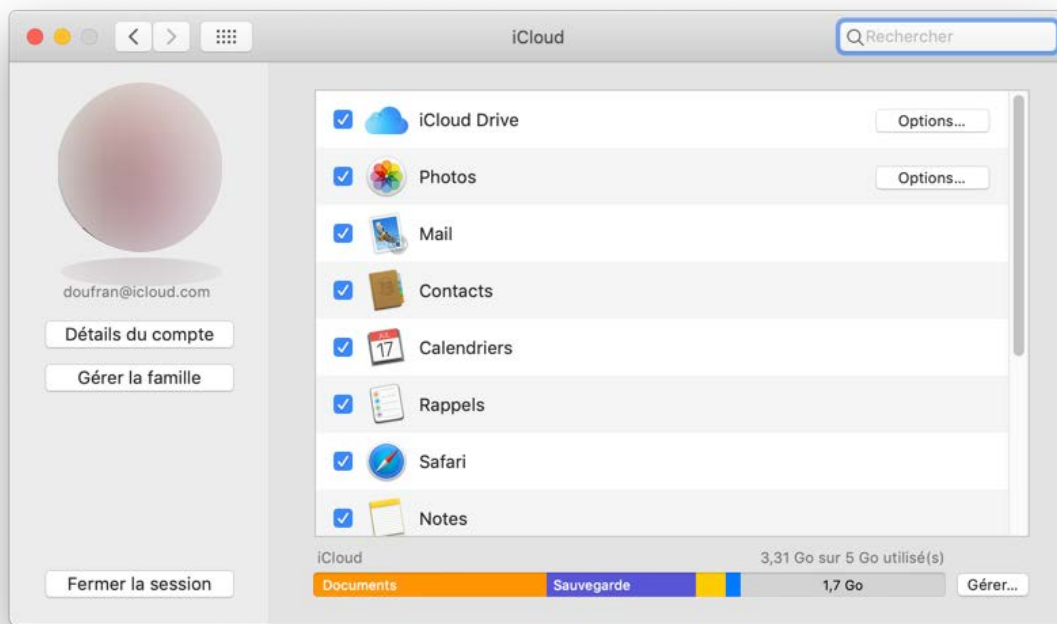 iCloud
Rechercher
doufran@icloud.com
Détails du compte
Gérer la famille
Fermer la session
iCloud Drive
Options...
Photos
Options...
Mail
Contacts
JUL
17
Calendriers
Rappels
Safari
Notes
iCloud
3,31 Go sur 5 Go utilisé(s)
Documents
Sauvegarde
1,7 Go
Gérer...